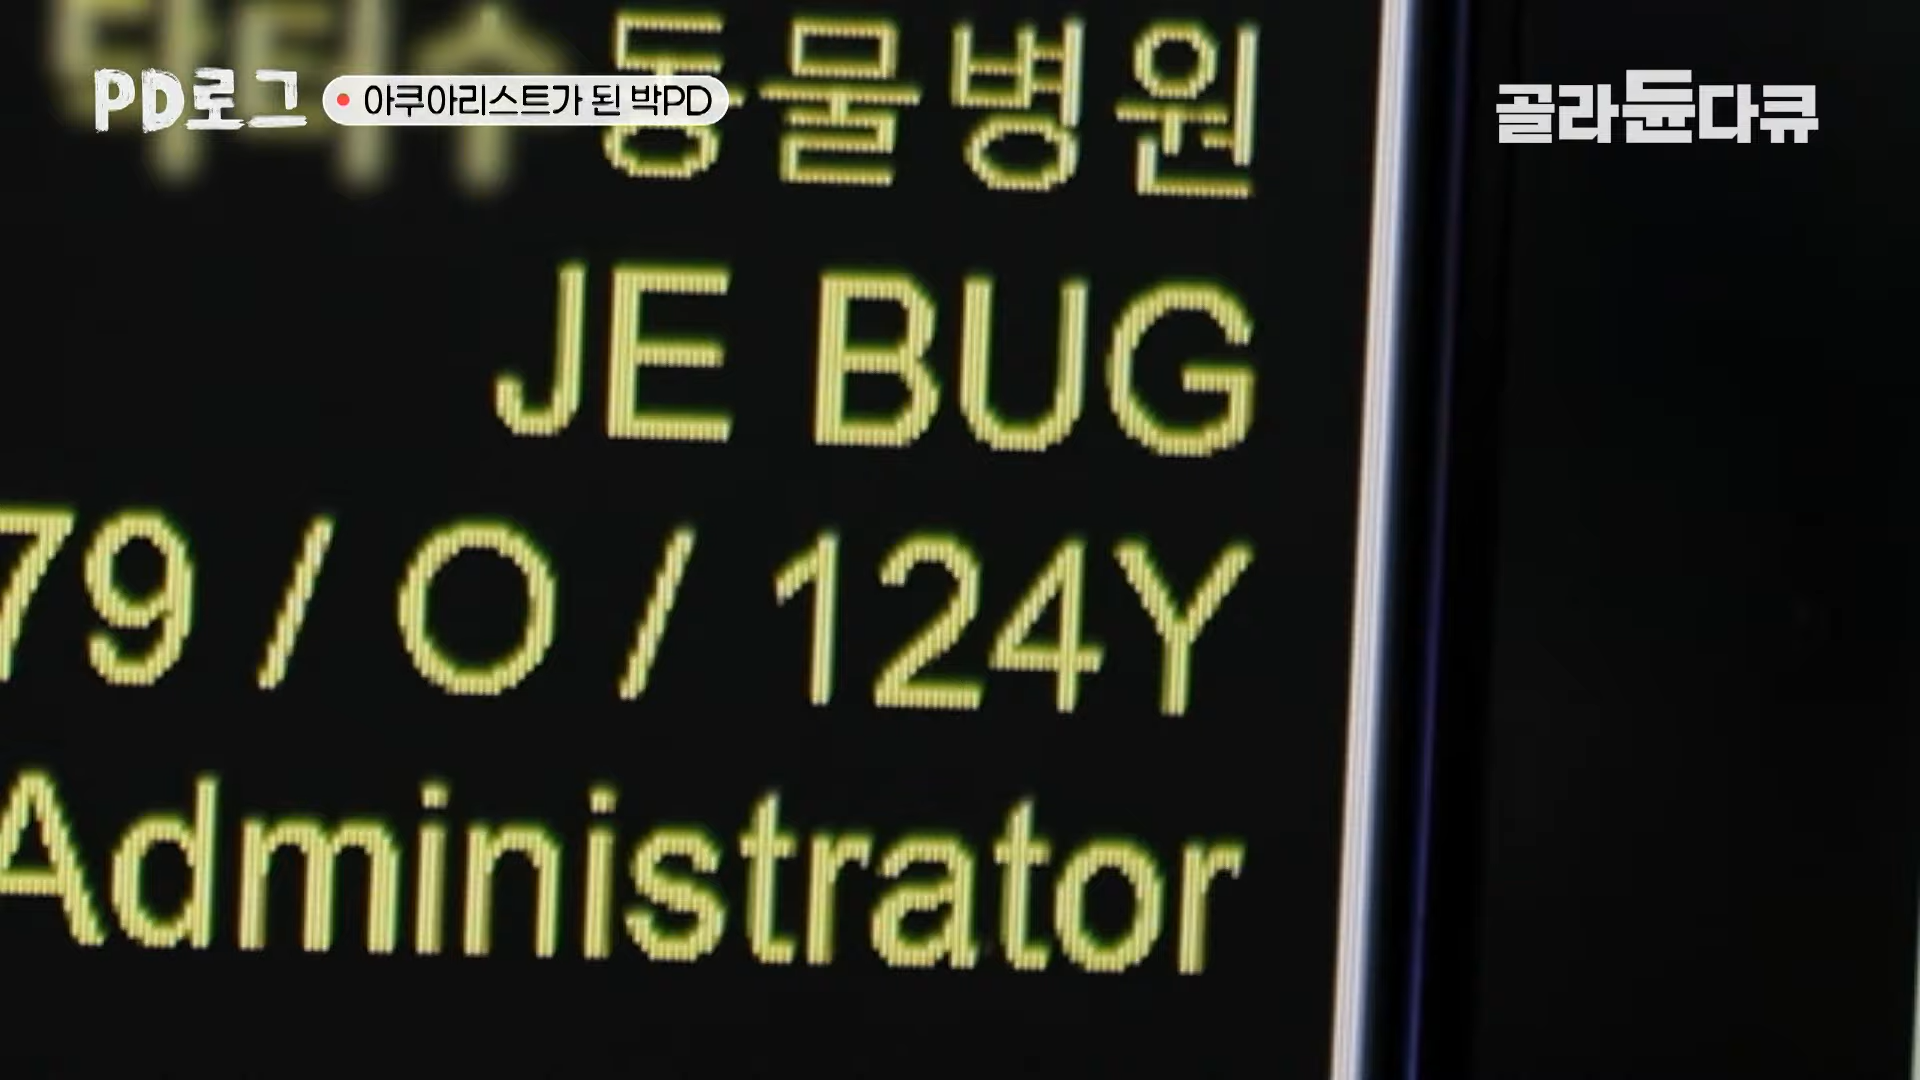 동물병원
PD로그
아쿠아리스트가 된 박PD
골라듄다큐
JE BUG
79 / O / 124Y
Administrator